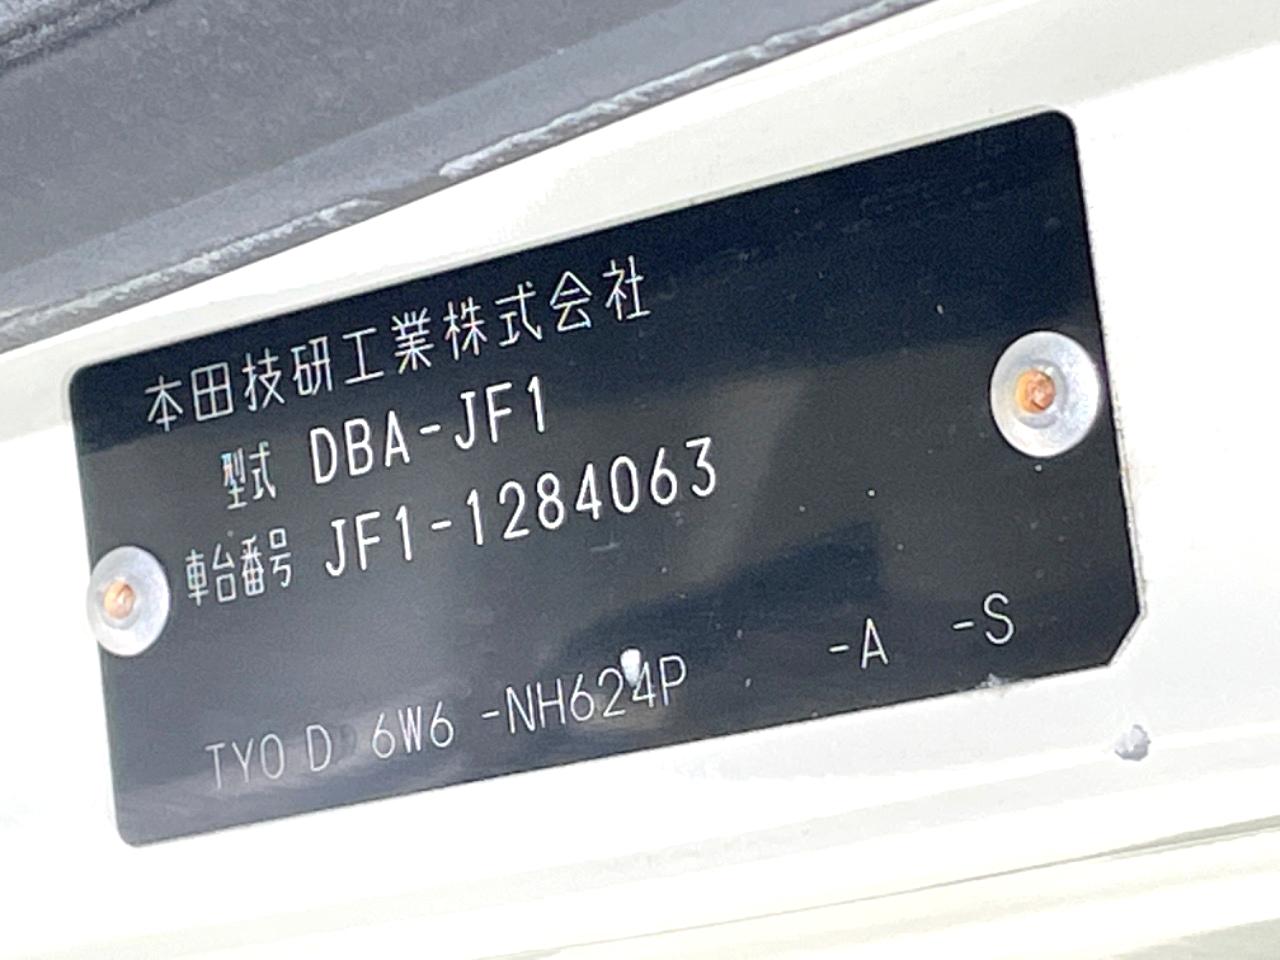 本田技研工業株式会社
型式 DBA-JF1
車台番号 JF1-1284063
TYO D 6W6 -NH624P -A -S